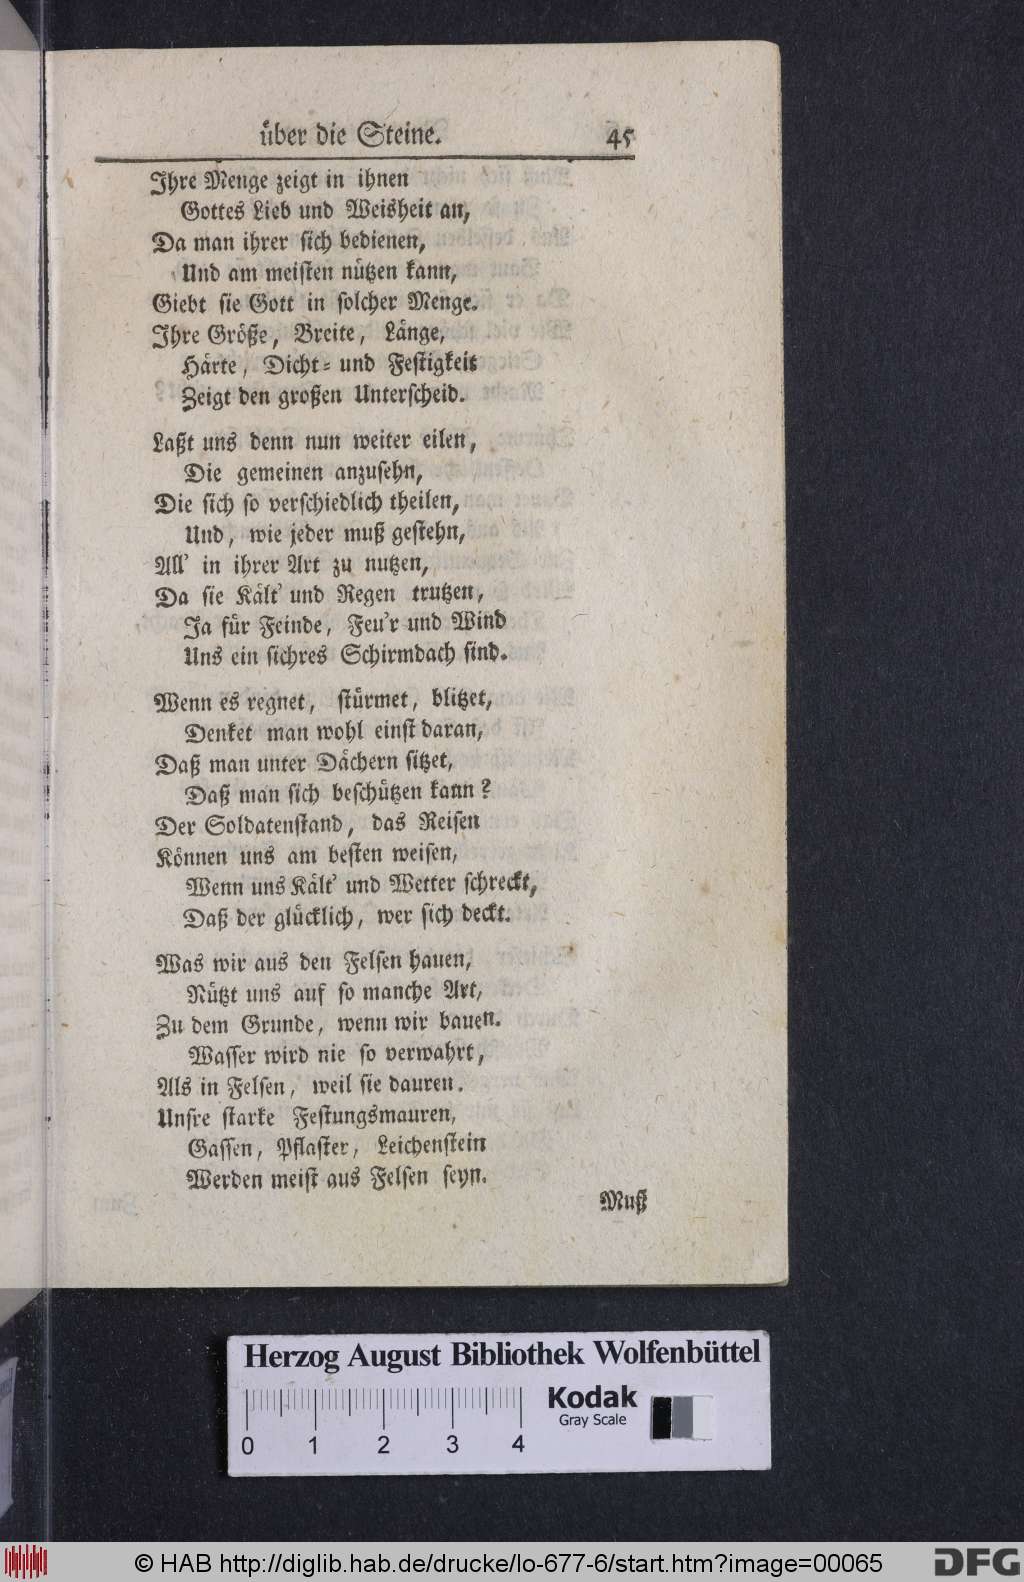 über die Steine. 45
Ihre Menge zeigt in ihnen
Gottes Lieb und Weisheit an,
Da man ihrer sich bedienen,
Und am meisten nützen kann,
Giebt sie Gott in solcher Menge.
Ihre Größe, Breite, Länge,
Härte, Dicht- und Festigkeit
Zeigt den großen Unterscheid.
Laßt uns denn nun weiter eilen,
Die gemeinen anzusehn,
Die sich so verschiedlich theilen,
Und, wie jeder muß gestehn,
All' in ihrer Art zu nutzen,
Da sie Kält' und Regen trutzen,
Ja für Feinde, Feu'r und Wind
Uns ein sichres Schirmdach sind.
Wenn es regnet, stürmet, blitzet,
Denket man wohl einst daran,
Daß man unter Dächern sitzet,
Daß man sich beschützen kann?
Der Soldatenstand, das Reisen
Können uns am besten weisen,
Wenn uns Kält' und Wetter schreckt,
Daß der glücklich, wer sich deckt.
Was wir aus den Felsen hauen,
Nützt uns auf so manche Art,
Zu dem Grunde, wenn wir bauen.
Wasser wird nie so verwahrt,
Als in Felsen, weil sie dauren.
Unsre starke Festungsmauren,
Gassen, Pflaster, Leichenstein
Werden meist aus Felsen seyn.
Muß
Herzog August Bibliothek Wolfenbüttel
Kodak
Gray Scale
0 1 2 3 4
© HAB http://diglib.hab.de/drucke/lo-677-6/start.htm?image=00065
DFG